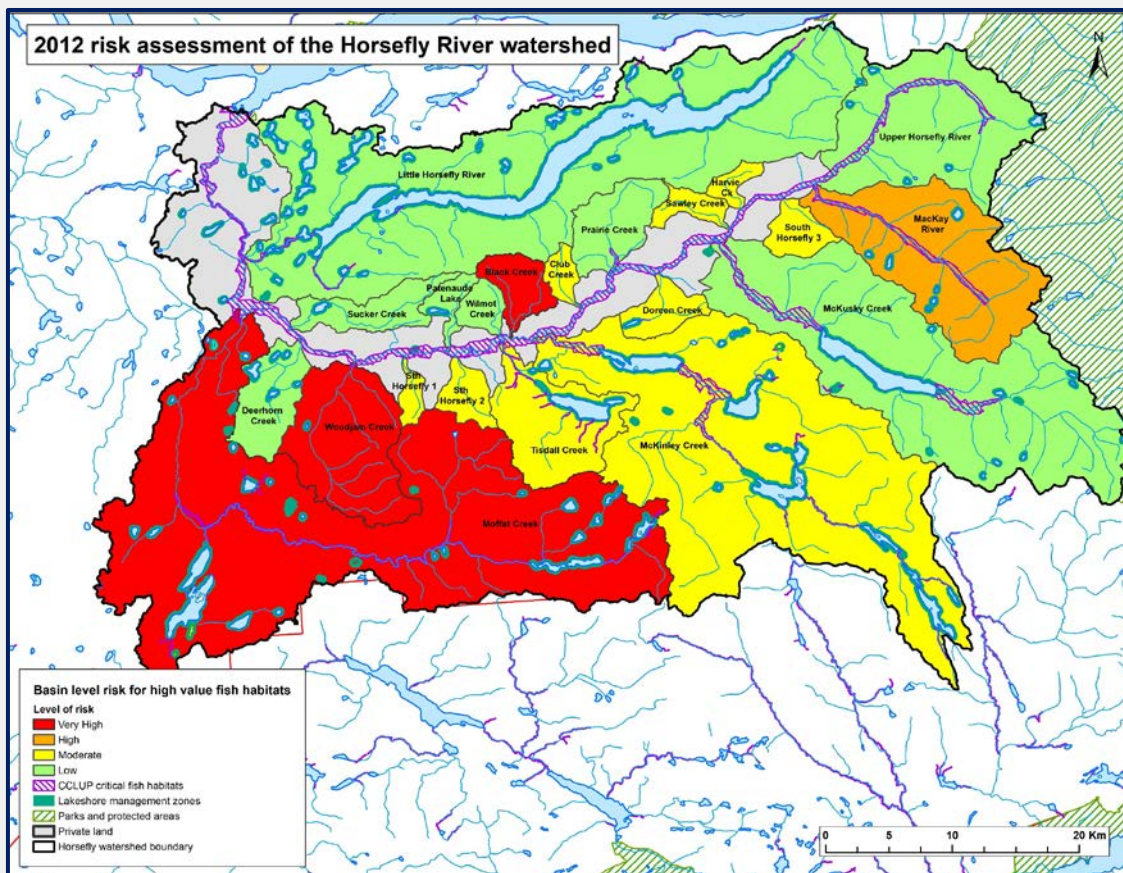 2012 risk assessment of the Horsefly River watershed
N
Upper Horsefly River
Little Horsefly River
Harvie
Ck
Sawley Creek
MacKay
River
Prairie Creek
South
Horsefly 3
Club
Creek
Black Creek
Patenaude
Lake
Wilmot
Creek
Sucker Creek
Doreen Creek
McKusky Creek
Sth
Horsefly 1
Sth
Horsefly 2
Deerhorn
Creek
Woodjam Creek
Tisdall Creek
McKinley Creek
Moffat Creek
Basin level risk for high value fish habitats
Level of risk
Very High
High
Moderate
Low
CCLUP critical fish habitats
Lakeshore management zones
Parks and protected areas
Private land
Horsefly watershed boundary
0 5 10 20 Km